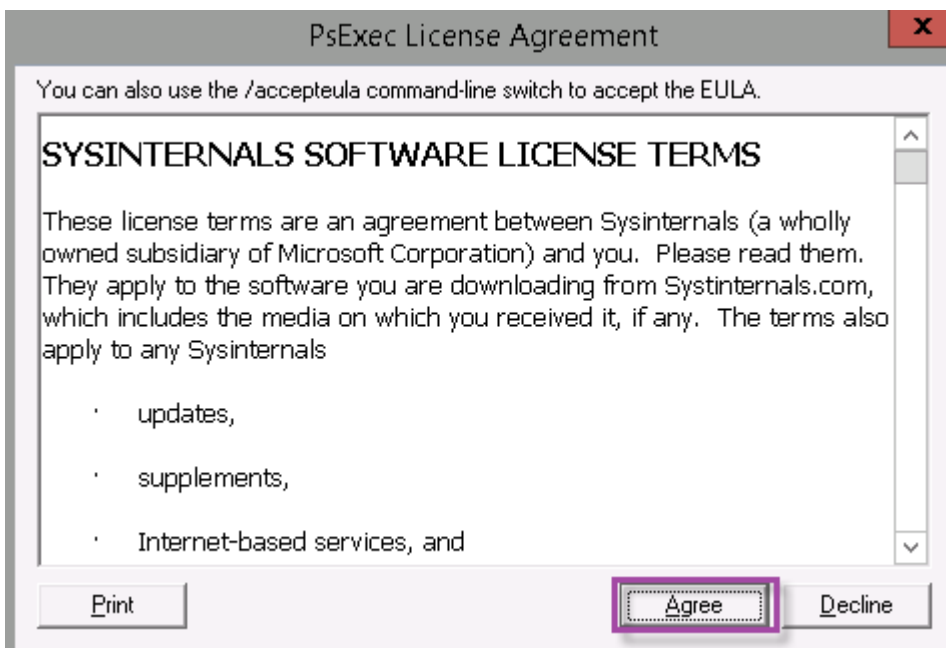 PsExec License Agreement
X
You can also use the /accepteula command-line switch to accept the EULA.
SYSINTERNALS SOFTWARE LICENSE TERMS
These license terms are an agreement between Sysinternals (a wholly
owned subsidiary of Microsoft Corporation) and you.  Please read them.
They apply to the software you are downloading from Systinternals.com,
which includes the media on which you received it, if any.  The terms also
apply to any Sysinternals
· updates,
· supplements,
· Internet-based services, and
Print Agree Decline